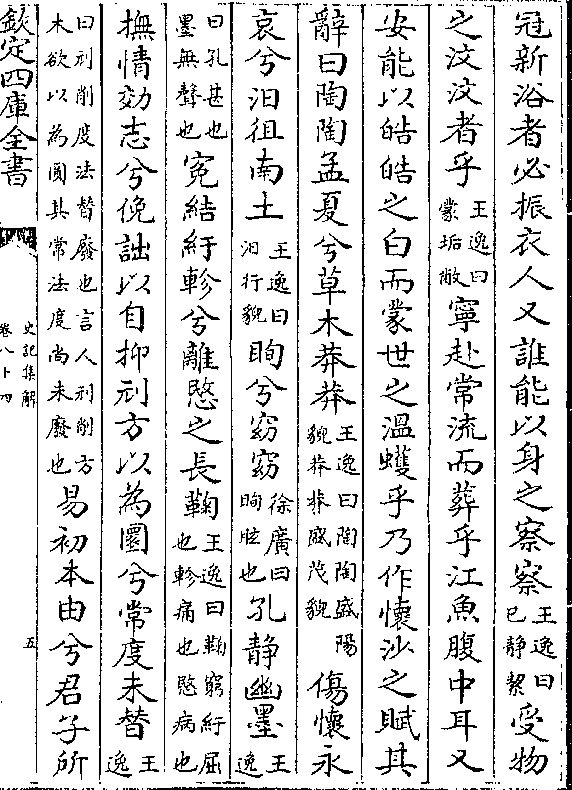 冠新浴者必振衣人又誰能以身之察察王逸曰已静㓗受物
之汶汶者乎王逸曰蒙垢敝寧赴常流而葬乎江魚腹中耳又
安能以皓皓之白而蒙世之溫蠖乎乃作懷沙之賦其
辭曰陶陶孟夏兮草木莽莽王逸曰陶陶盛陽貌莽莽盛茂貌傷懷永
哀兮汨徂南土王逸曰汨行貌眴兮窈窈徐廣曰眴眩也孔静幽墨王逸
曰孔甚也墨無聲也寃結紆軫兮離愍之長鞠王逸曰鞠窮紆屈也軫痛也愍病也
撫情効志兮俛詘以自抑刓方以為圜兮常度未替王逸
曰刓削度法替廢也言人刓削方木欲以為圜其常法度尚未廢也易初本由兮君子所
欽定四庫全書
史記集解
卷八十四
五